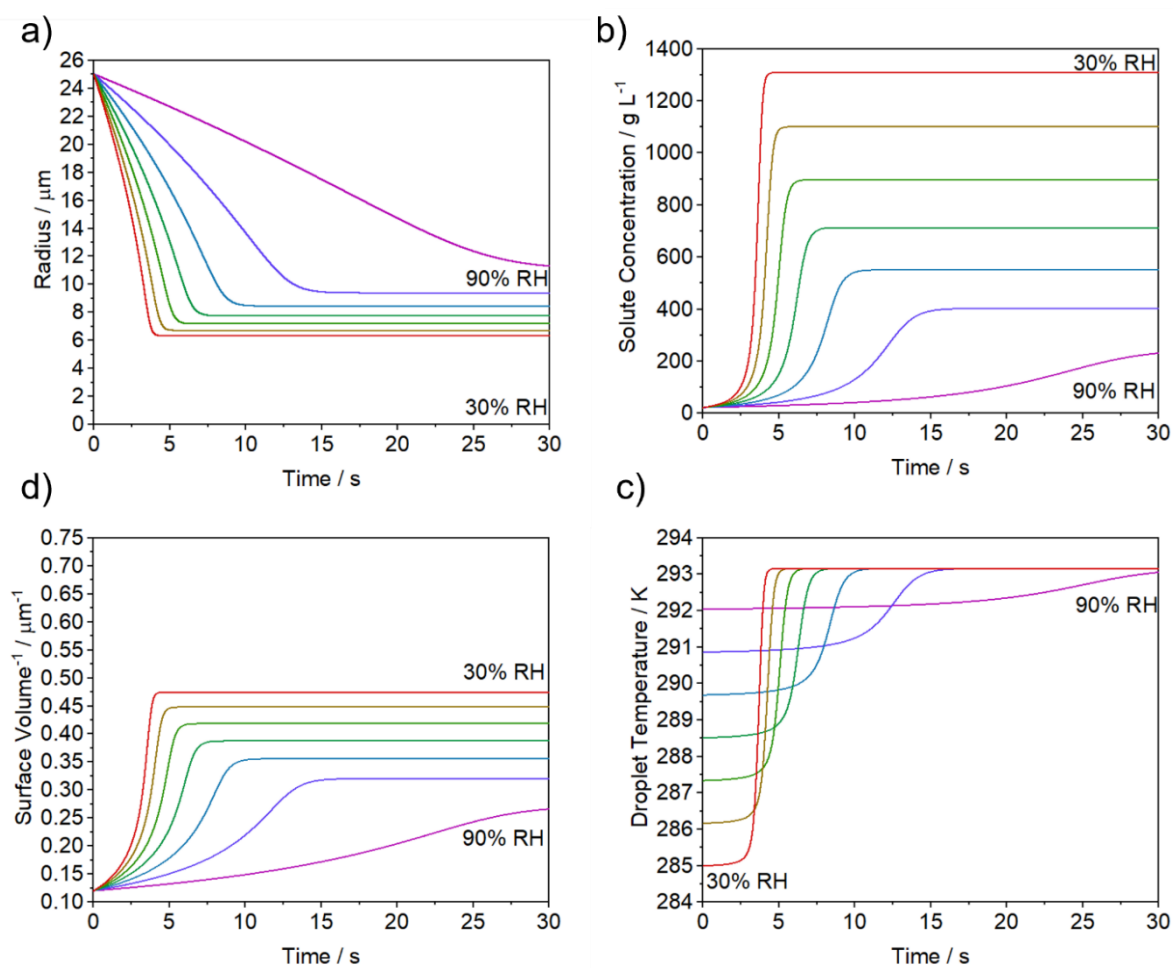 a)
26
24
22
20
18
16
14
12
10
8
6
4
2
0
Radius / μm
90% RH
30% RH
0 5 10 15 20 25 30
Time / s
b)
1400
1200
1000
800
600
400
200
0
Solute Concentration / g L⁻¹
30% RH
90% RH
0 5 10 15 20 25 30
Time / s
d)
0.75
0.70
0.65
0.60
0.55
0.50
0.45
0.40
0.35
0.30
0.25
0.20
0.15
0.10
Surface Volume⁻¹ / μm⁻¹
30% RH
90% RH
0 5 10 15 20 25 30
Time / s
c)
294
293
292
291
290
289
288
287
286
285
284
Droplet Temperature / K
90% RH
30% RH
0 5 10 15 20 25 30
Time / s